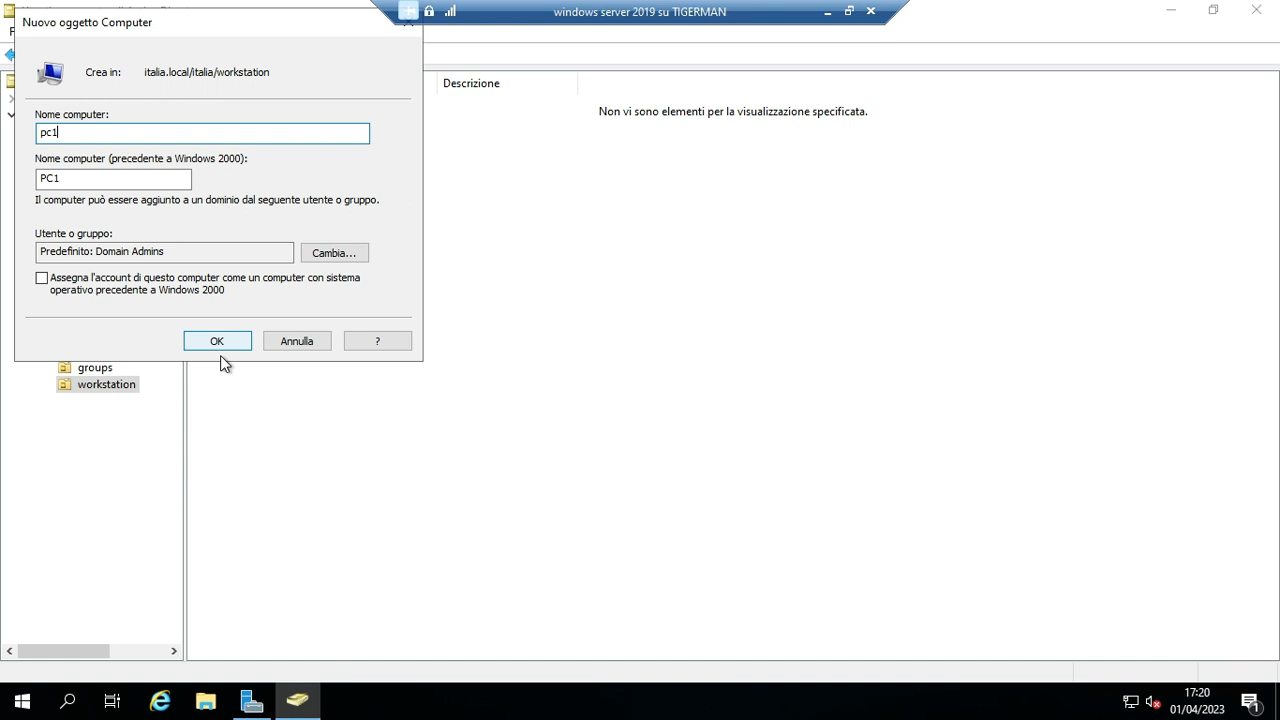 windows server 2019 su TIGERMAN
Nuovo oggetto Computer
Crea in: italia.local/italia/workstation
Nome computer:
pc1
Nome computer (precedente a Windows 2000):
PC1
Il computer può essere aggiunto a un dominio dal seguente utente o gruppo.
Utente o gruppo:
Predefinito: Domain Admins
Cambia...
Assegna l'account di questo computer come un computer con sistema
operativo precedente a Windows 2000
OK Annulla ?
Descrizione
Non vi sono elementi per la visualizzazione specificata.
groups
workstation
17:20
01/04/2023
1